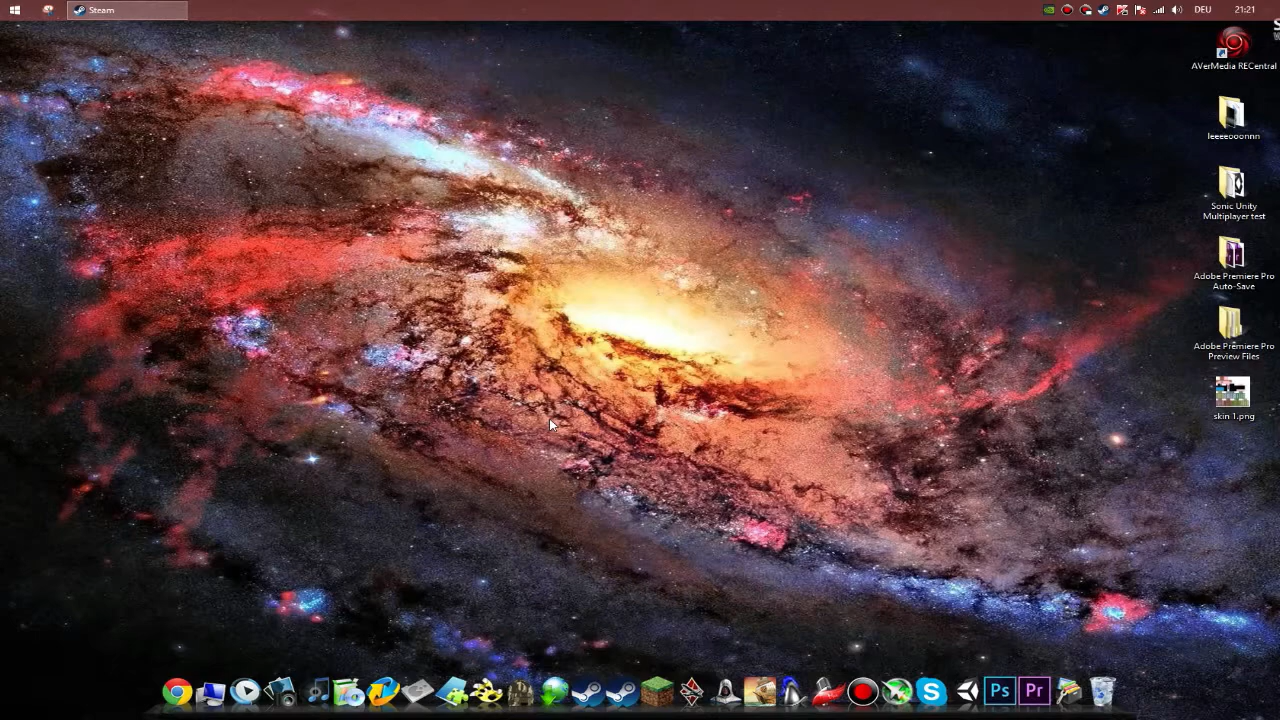 Steam
DEU
21:21
AVerMedia RECentral
leeeeooonnn
Sonic Unity
Multiplayer test
Adobe Premiere Pro
Auto-Save
Adobe Premiere Pro
Preview Files
skin 1.png
Ps
Pr